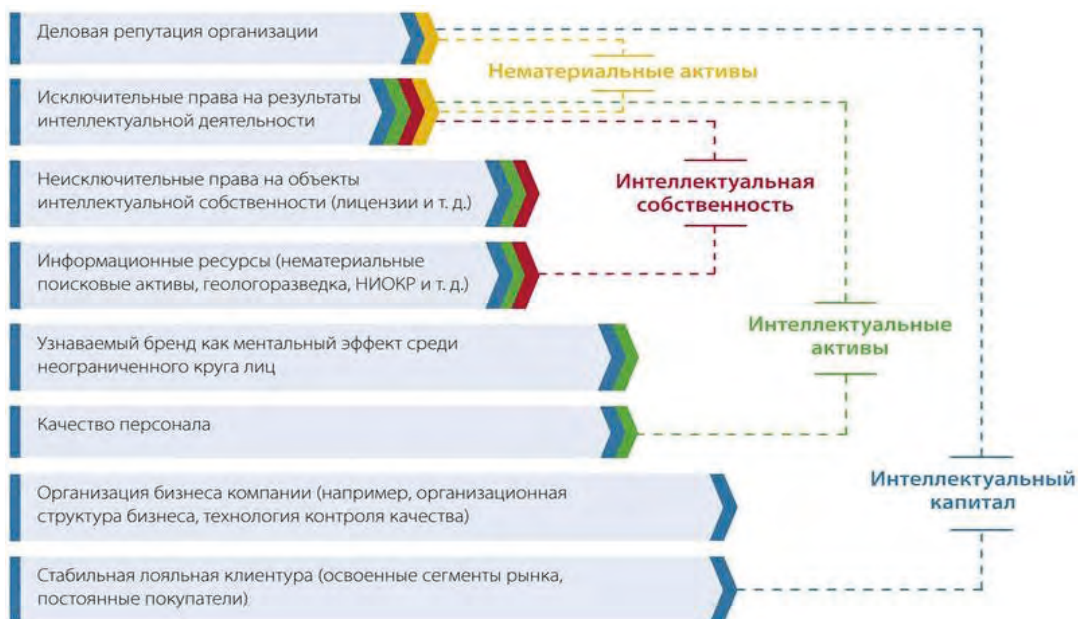 Деловая репутация организации
Нематериальные активы
Исключительные права на результаты
интеллектуальной деятельности
Неисключительные права на объекты
интеллектуальной собственности (лицензии и т. д.)
Интеллектуальная
собственность
Информационные ресурсы (нематериальные
поисковые активы, геологоразведка, НИОКР и т. д.)
Узнаваемый бренд как ментальный эффект среди
неограниченного круга лиц
Интеллектуальные
активы
Качество персонала
Организация бизнеса компании (например, организационная
структура бизнеса, технология контроля качества)
Интеллектуальный
капитал
Стабильная лояльная клиентура (освоенные сегменты рынка,
постоянные покупатели)